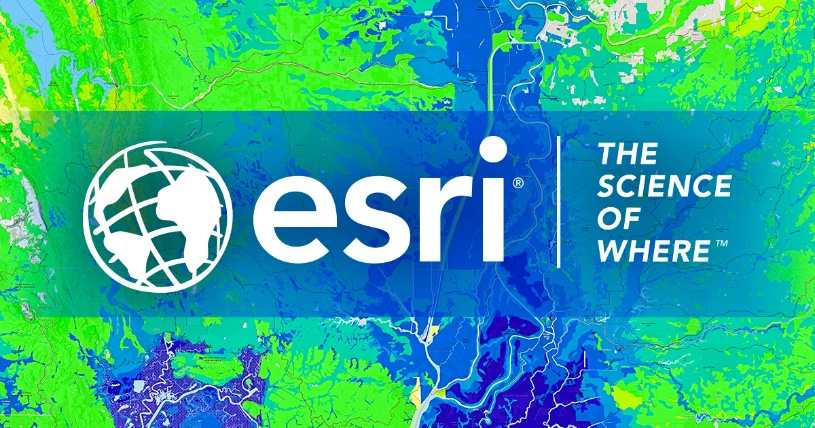 esri®
THE
SCIENCE
OF
WHERE™